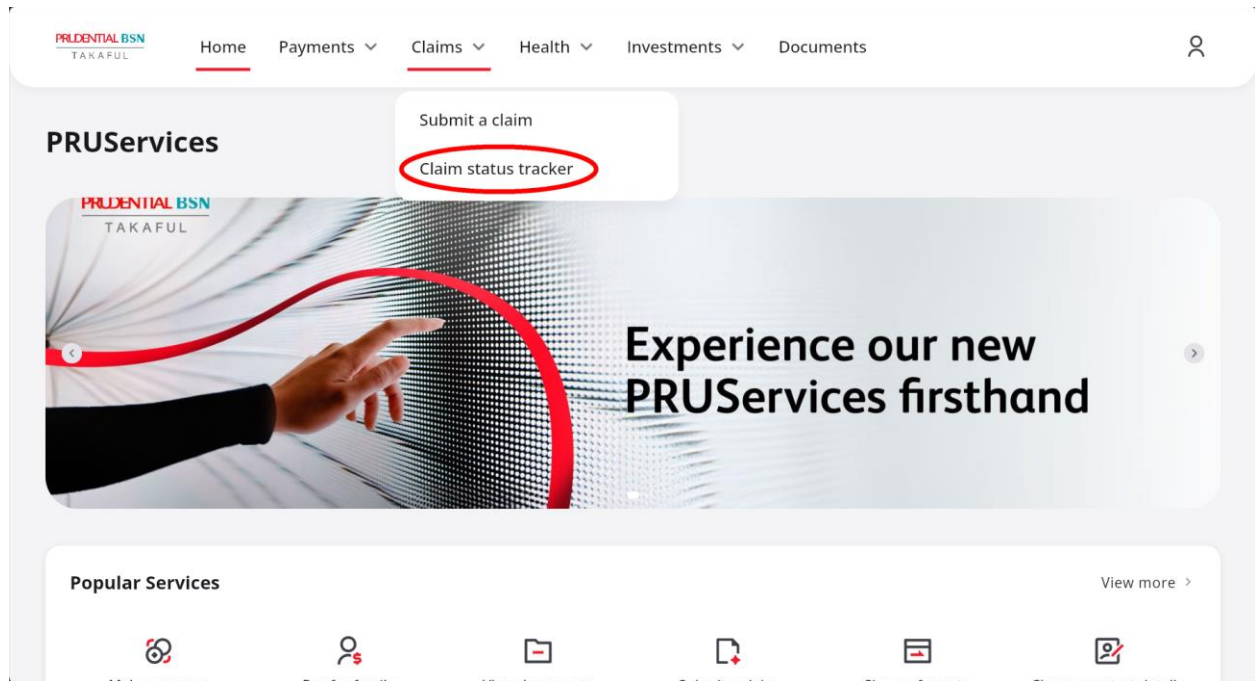 PRUDENTIAL BSN
TAKAFUL
Home Payments Claims Health Investments Documents
Submit a claim
Claim status tracker
PRUServices
PRUDENTIAL BSN
TAKAFUL
Experience our new
PRUServices firsthand
Popular Services
View more